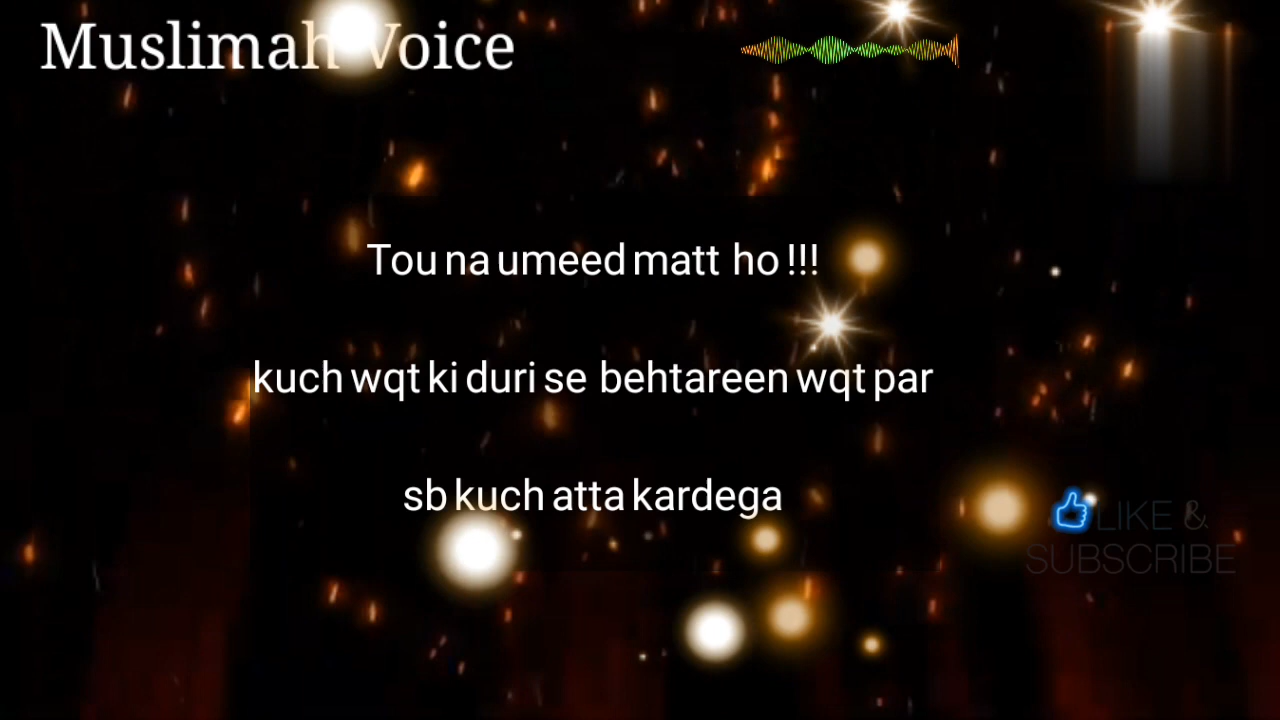 Muslimah Voice
Tou na umeed matt ho !!!
kuch wqt ki duri se behtareen wqt par
sb kuch atta kardega
LIKE &
SUBSCRIBE